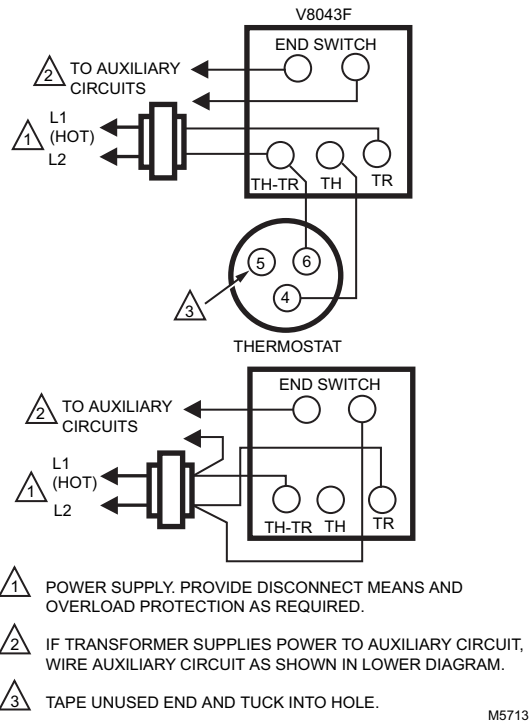 V8043F
END SWITCH
2 TO AUXILIARY
CIRCUITS
L1
1 (HOT)
L2
TH-TR TH TR
5 6
4
3
THERMOSTAT
END SWITCH
2 TO AUXILIARY
CIRCUITS
L1
1 (HOT)
L2
TH-TR TH TR
1 POWER SUPPLY. PROVIDE DISCONNECT MEANS AND
OVERLOAD PROTECTION AS REQUIRED.
2 IF TRANSFORMER SUPPLIES POWER TO AUXILIARY CIRCUIT,
WIRE AUXILIARY CIRCUIT AS SHOWN IN LOWER DIAGRAM.
3 TAPE UNUSED END AND TUCK INTO HOLE.
M5713